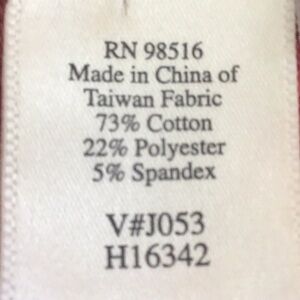 RN 98516
Made in China of
Taiwan Fabric
73% Cotton
22% Polyester
5% Spandex
V#J053
H16342